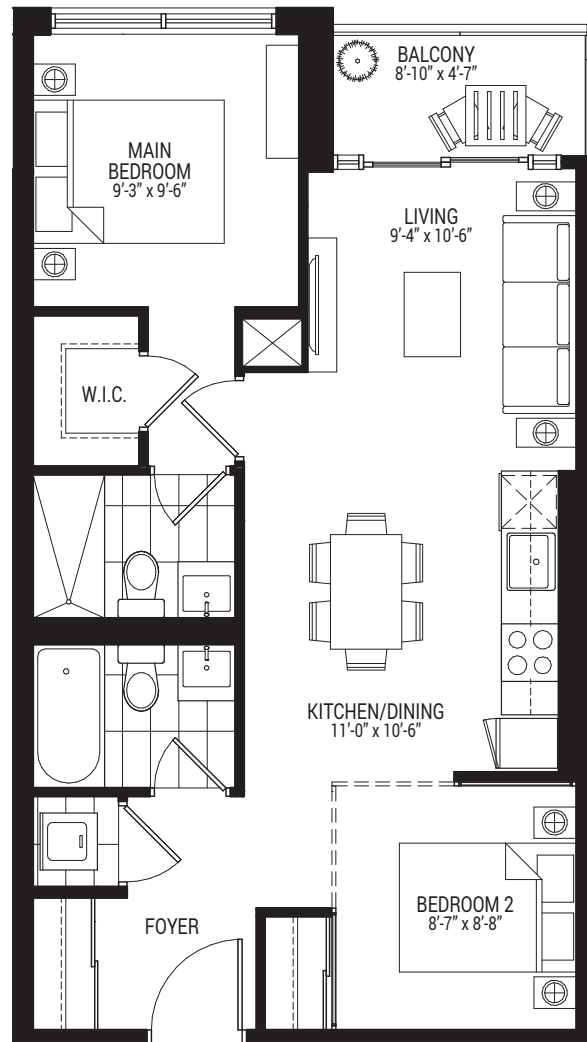 BALCONY
8'-10" x 4'-7"
MAIN
BEDROOM
9'-3" x 9'-6"
LIVING
9'-4" x 10'-6"
W.I.C.
KITCHEN/DINING
11'-0" x 10'-6"
BEDROOM 2
8'-7" x 8'-8"
FOYER